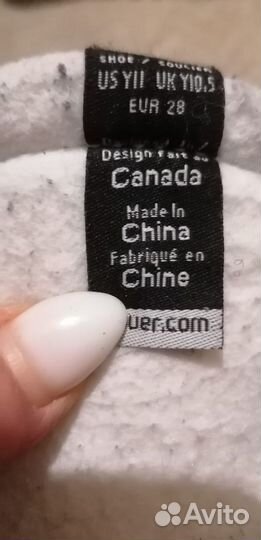 SHOE / SOULIER
US Y11 UK Y10.5
EUR 28
Design Fait au
Canada
Made In
China
Fabriqué en
Chine
uer.com
Avito